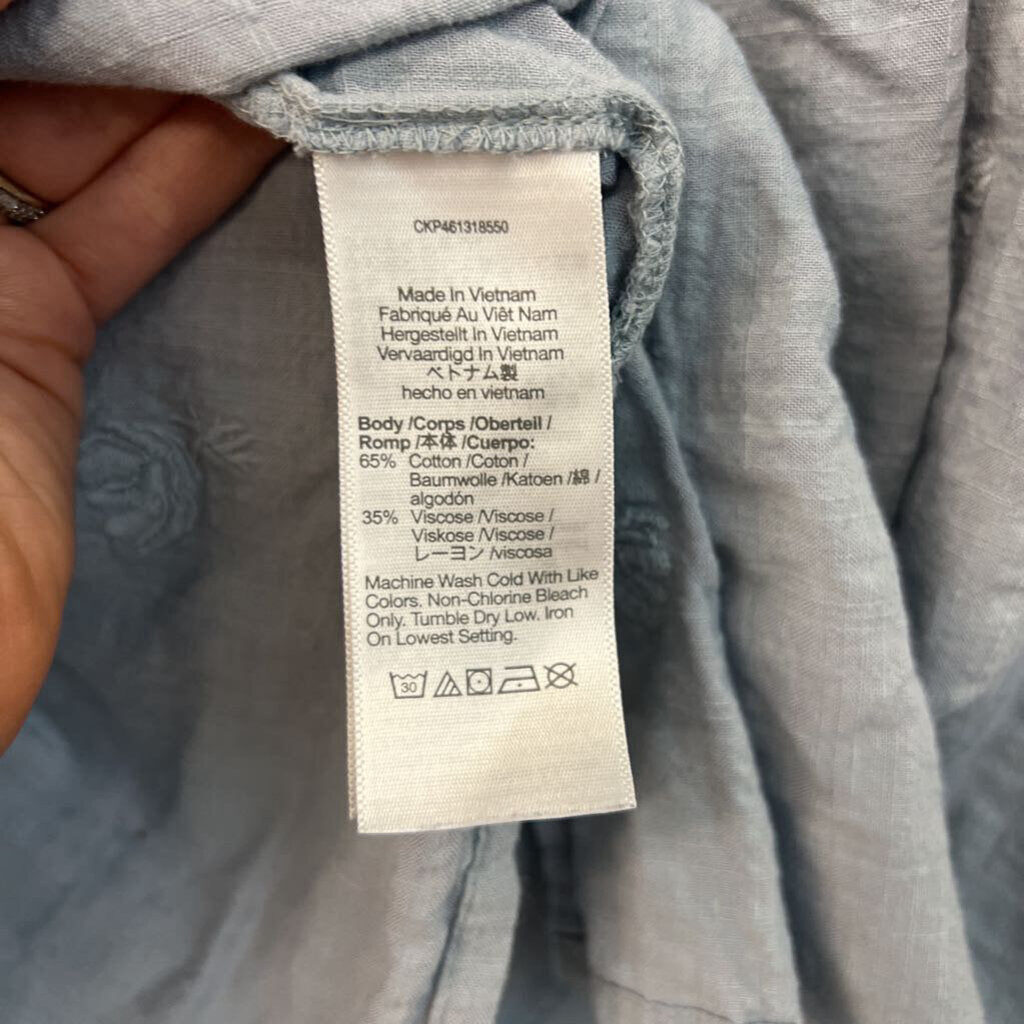 CKP461318550
Made In Vietnam
Fabriqué Au Viêt Nam
Hergestellt In Vietnam
Vervaardigd In Vietnam
ベトナム製
hecho en vietnam
Body /Corps /Oberteil /
Romp /本体 /Cuerpo:
65% Cotton /Coton /
Baumwolle /Katoen /綿 /
algodón
35% Viscose /Viscose /
Viskose /Viscose /
レーヨン /viscosa
Machine Wash Cold With Like
Colors. Non-Chlorine Bleach
Only. Tumble Dry Low. Iron
On Lowest Setting.
30